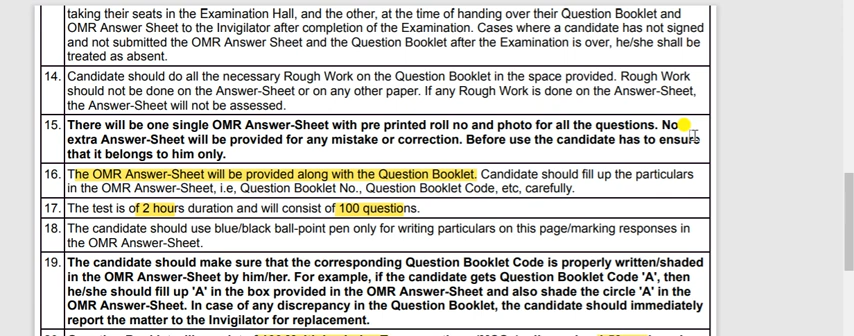 taking their seats in the Examination Hall, and the other, at the time of handing over their Question Booklet and
OMR Answer Sheet to the Invigilator after completion of the Examination. Cases where a candidate has not signed
and not submitted the OMR Answer Sheet and the Question Booklet after the Examination is over, he/she shall be
treated as absent.
14. Candidate should do all the necessary Rough Work on the Question Booklet in the space provided. Rough Work
should not be done on the Answer-Sheet or on any other paper. If any Rough Work is done on the Answer-Sheet,
the Answer-Sheet will not be assessed.
15. There will be one single OMR Answer-Sheet with pre printed roll no and photo for all the questions. No
extra Answer-Sheet will be provided for any mistake or correction. Before use the candidate has to ensure
that it belongs to him only.
16. The OMR Answer-Sheet will be provided along with the Question Booklet. Candidate should fill up the particulars
in the OMR Answer-Sheet, i.e, Question Booklet No., Question Booklet Code, etc, carefully.
17. The test is of 2 hours duration and will consist of 100 questions.
18. The candidate should use blue/black ball-point pen only for writing particulars on this page/marking responses in
the OMR Answer-Sheet.
19. The candidate should make sure that the corresponding Question Booklet Code is properly written/shaded
in the OMR Answer-Sheet by him/her. For example, if the candidate gets Question Booklet Code 'A', then
he/she should fill up 'A' in the box provided in the OMR Answer-Sheet and also shade the circle 'A' in the
OMR Answer-Sheet. In case of any discrepancy in the Question Booklet, the candidate should immediately
report the matter to the Invigilator for replacement.